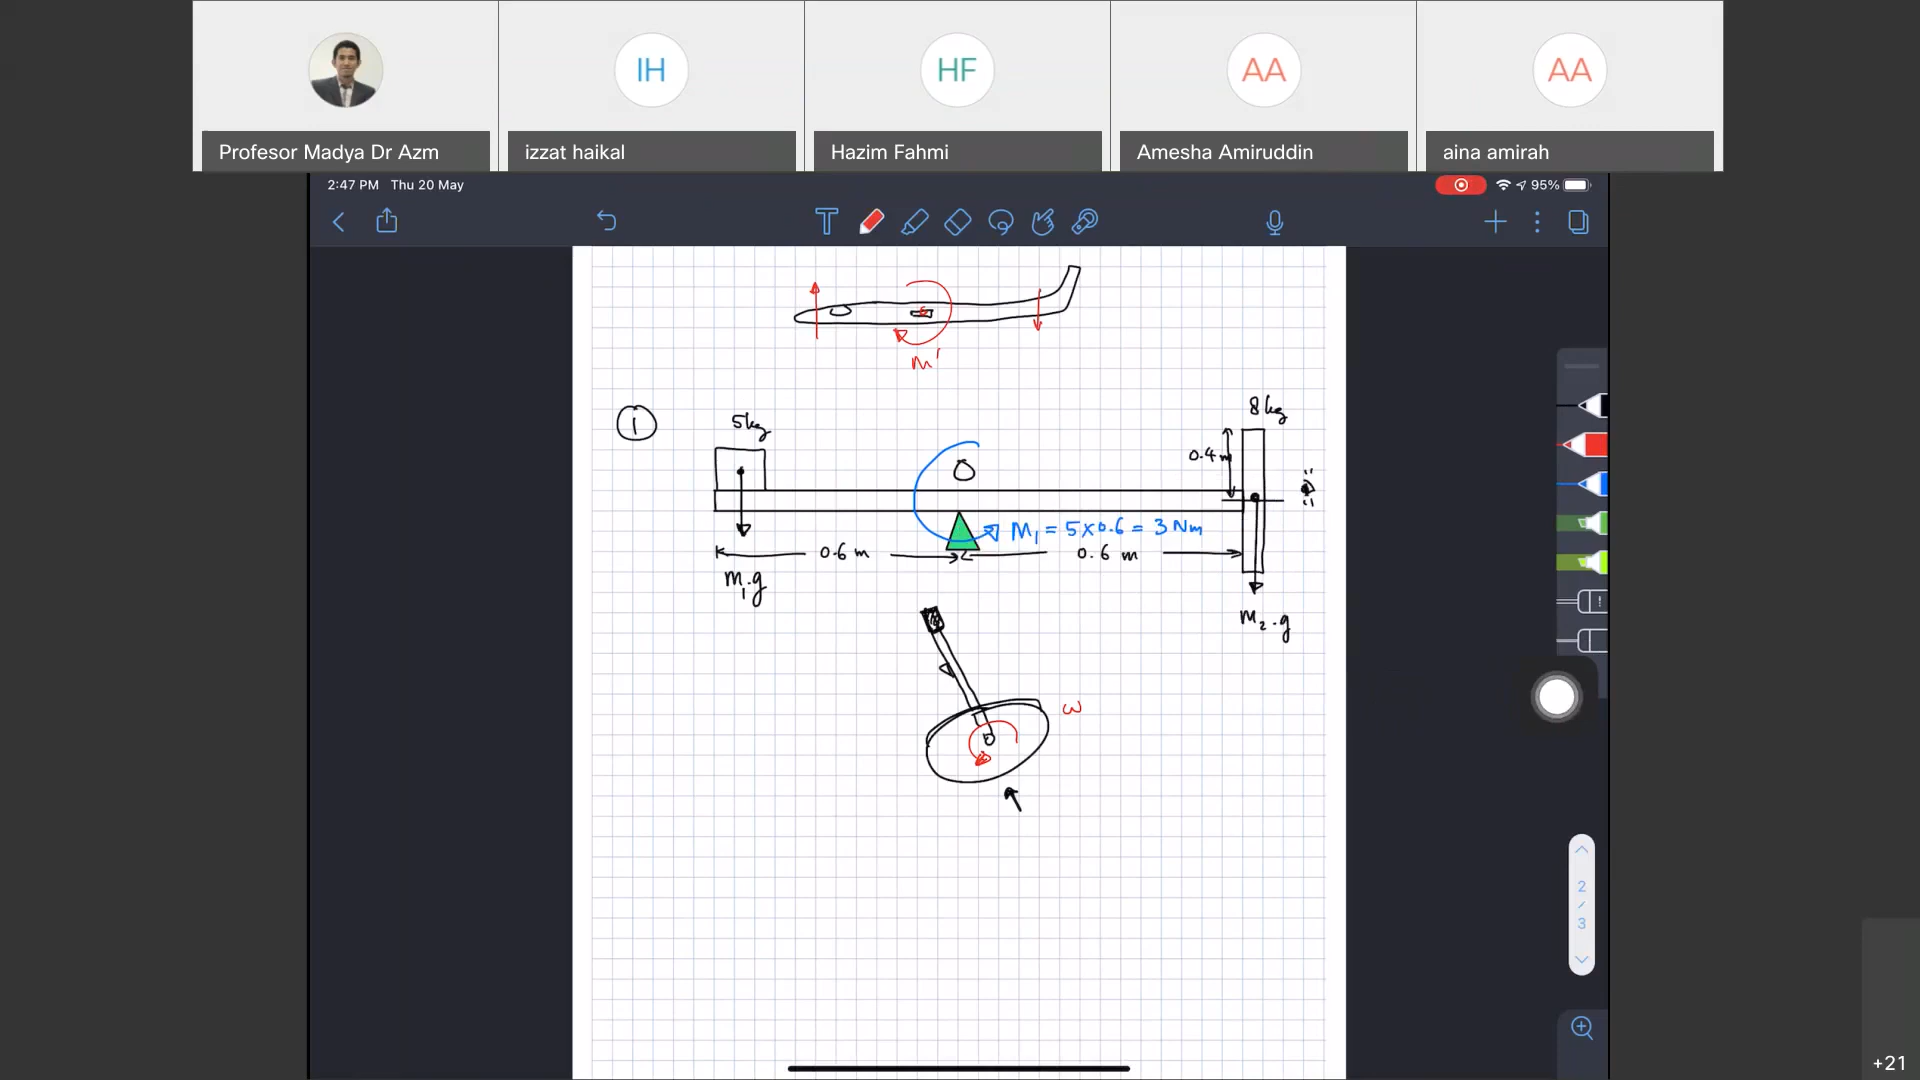 IH
HF
AA
AA
Profesor Madya Dr Azm
izzat haikal
Hazim Fahmi
Amesha Amiruddin
aina amirah
2:47 PM Thu 20 May
95%
T
M'
1
5kg
8kg
0.4m
O
M₁ = 5×0.6 = 3 Nm
0.6 m
0.6 m
m₁.g
m₂.g
ω
2
/
3
+21